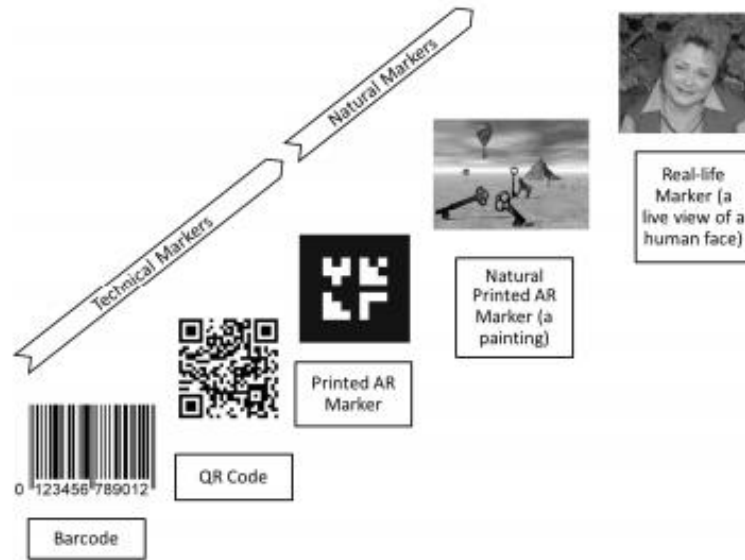 Natural Markers
Technical Markers
Real-life
Marker (a
live view of a
human face)
Natural
Printed AR
Marker (a
painting)
Printed AR
Marker
QR Code
0 123456 789012
Barcode